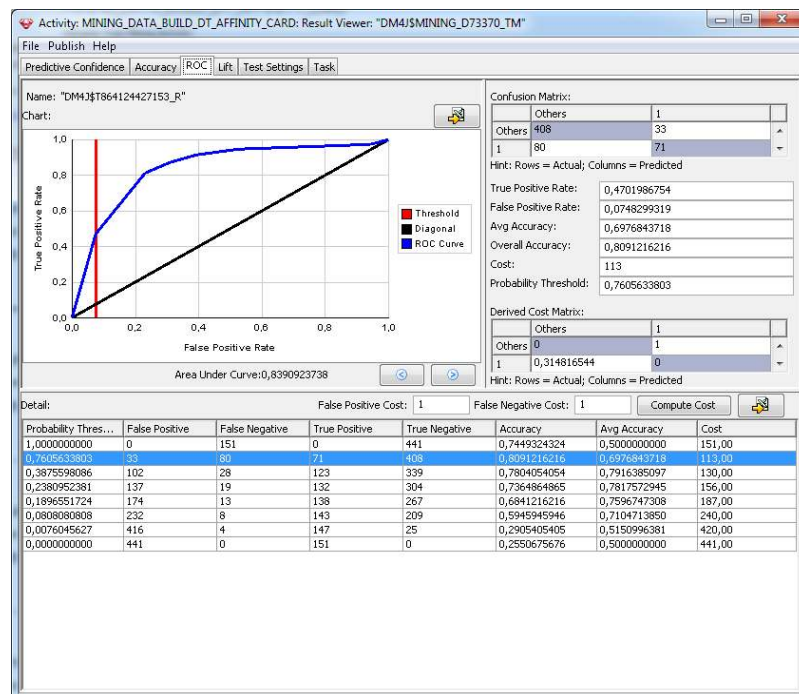 Activity: MINING_DATA_BUILD_DT_AFFINITY_CARD: Result Viewer: "DM4J$MINING_D73370_TM"
File Publish Help
Predictive Confidence Accuracy ROC Lift Test Settings Task
Name: "DM4J$T864124427153_R"
Chart:
1,0
0,8
0,6
0,4
0,2
0,0
True Positive Rate
0,0 0,2 0,4 0,6 0,8 1,0
False Positive Rate
Threshold
Diagonal
ROC Curve
Area Under Curve:0,8390923738
Confusion Matrix:
Others 1
Others 408 33
1 80 71
Hint: Rows = Actual; Columns = Predicted
True Positive Rate: 0,4701986754
False Positive Rate: 0,0748299319
Avg Accuracy: 0,6976843718
Overall Accuracy: 0,8091216216
Cost: 113
Probability Threshold: 0,7605633803
Derived Cost Matrix:
Others 1
Others 0 1
1 0,314816544 0
Hint: Rows = Actual; Columns = Predicted
Detail: False Positive Cost: 1 False Negative Cost: 1 Compute Cost
Probability Thres... False Positive False Negative True Positive True Negative Accuracy Avg Accuracy Cost
1,0000000000 0 151 0 441 0,7449324324 0,5000000000 151,00
0,7605633803 33 80 71 408 0,8091216216 0,6976843718 113,00
0,3875598086 102 28 123 339 0,7804054054 0,7916385097 130,00
0,2380952381 137 19 132 304 0,7364864865 0,7817572945 156,00
0,1896551724 174 13 138 267 0,6841216216 0,7596747308 187,00
0,0808080808 232 8 143 209 0,5945945946 0,7104713850 240,00
0,0076045627 416 4 147 25 0,2905405405 0,5150996381 420,00
0,0000000000 441 0 151 0 0,2550675676 0,5000000000 441,00